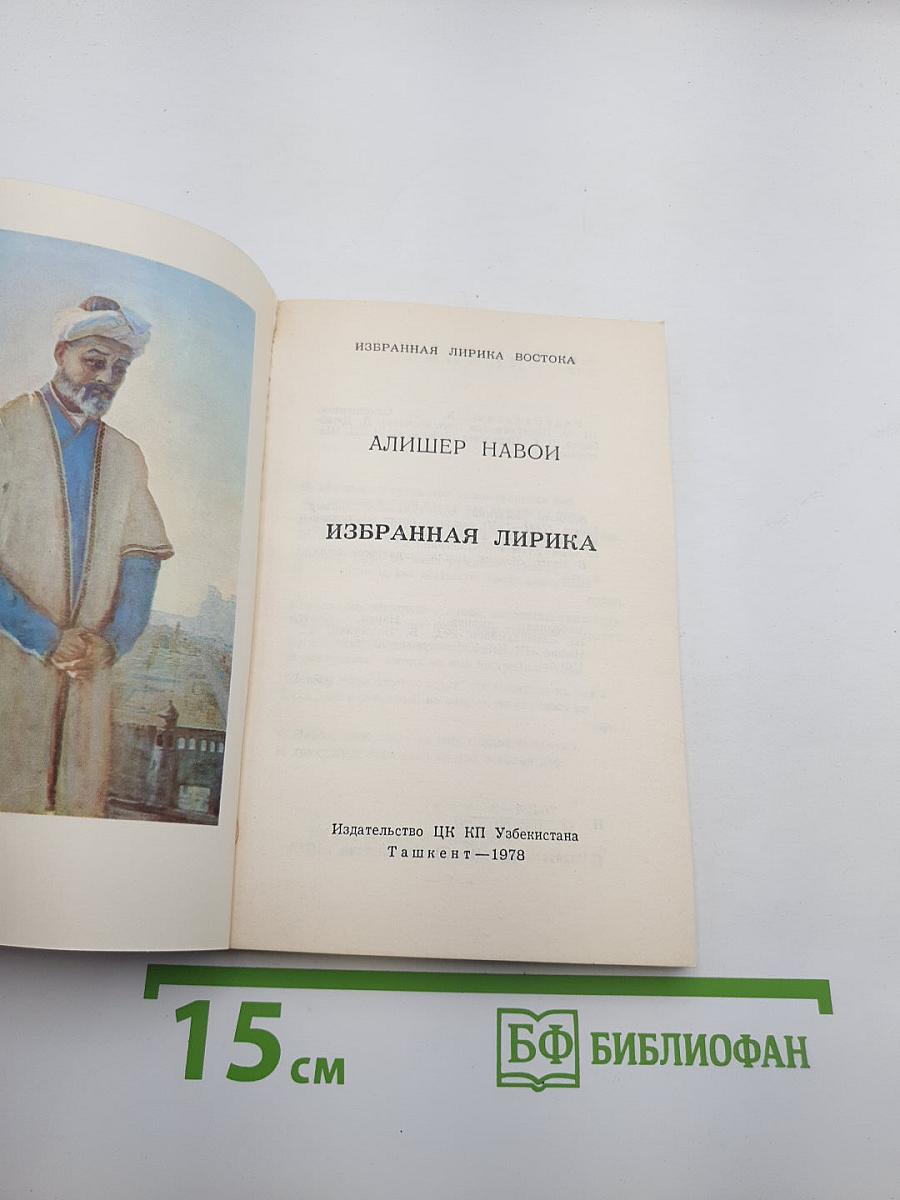 ИЗБРАННАЯ ЛИРИКА ВОСТОКА
АЛИШЕР НАВОИ
ИЗБРАННАЯ ЛИРИКА
Издательство ЦК КП Узбекистана
Ташкент—1978
15 см
БФ БИБЛИОФАН